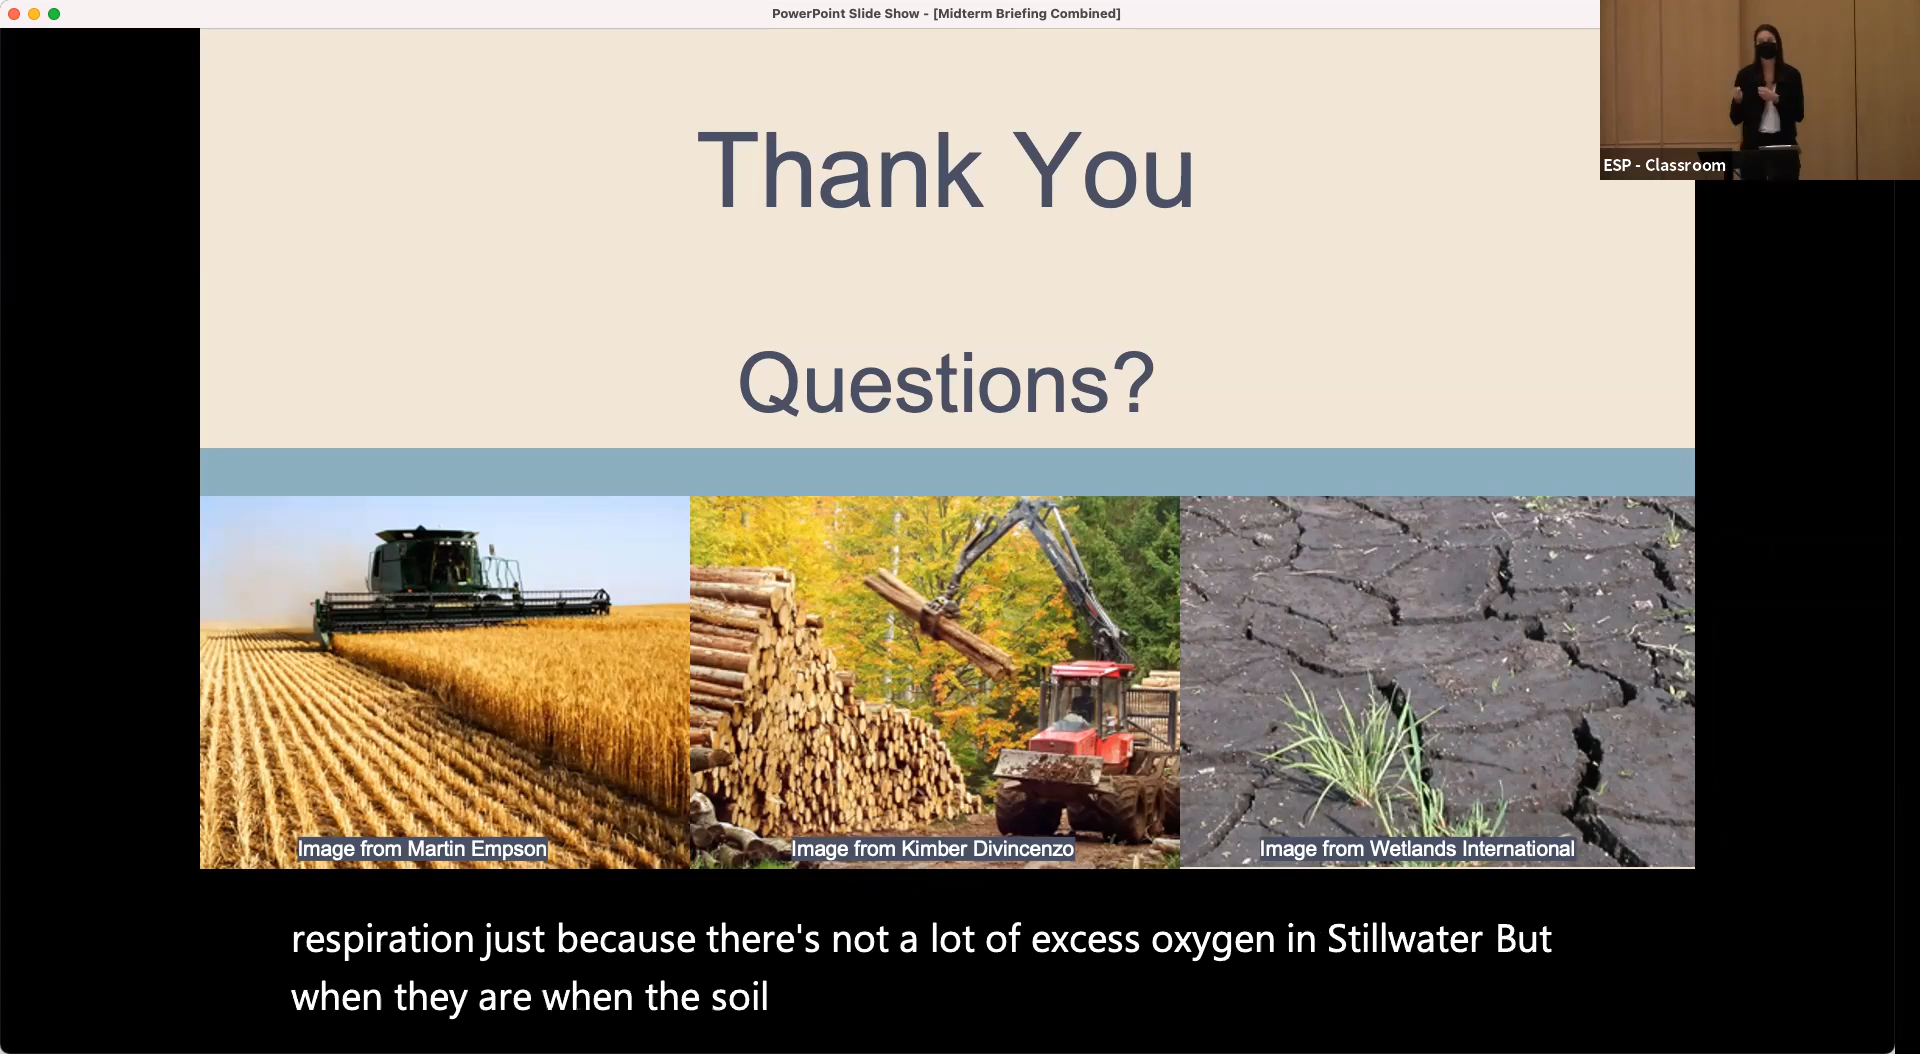 PowerPoint Slide Show - [Midterm Briefing Combined]
ESP - Classroom
Thank You
Questions?
Image from Martin Empson
Image from Kimber Divincenzo
Image from Wetlands International
respiration just because there's not a lot of excess oxygen in Stillwater But
when they are when the soil